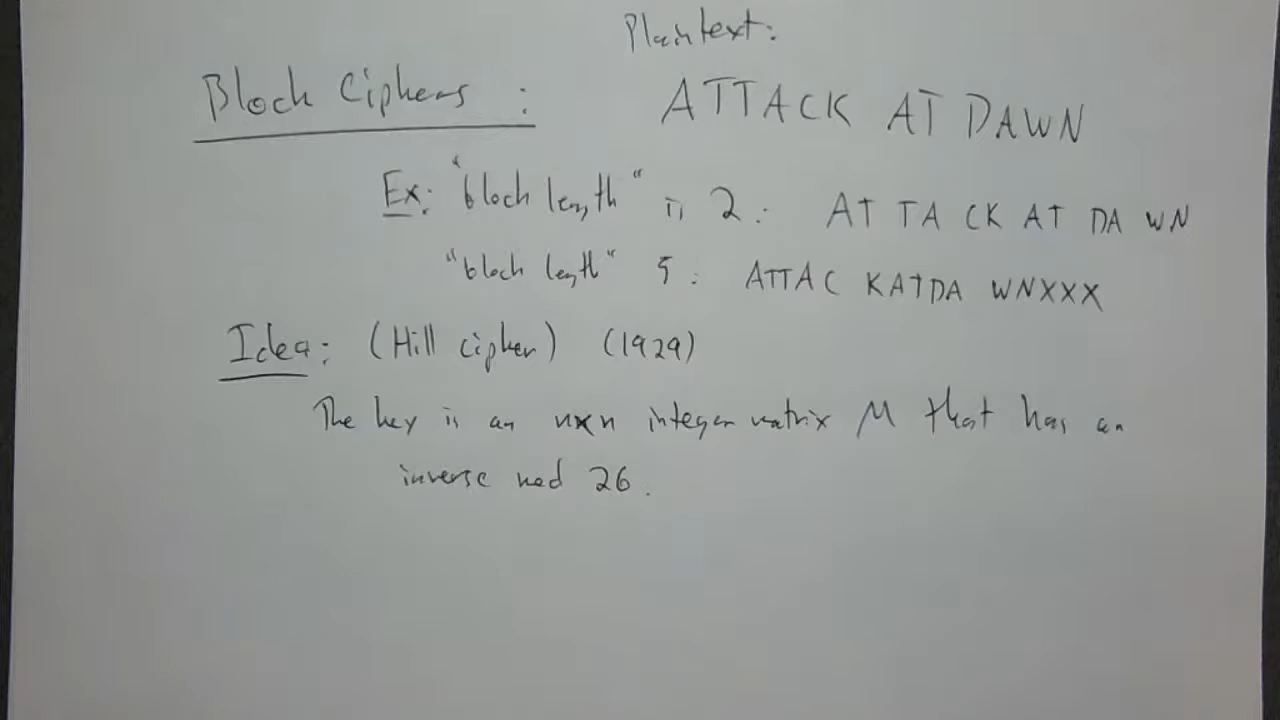 Plaintext:
Block Ciphers : ATTACK AT DAWN
Ex: "block length" is 2: AT TA CK AT DA WN
"block length" 5: ATTAC KATDA WNXXX
Idea: (Hill cipher) (1929)
The key is an nxn integer matrix M that has an
inverse mod 26.